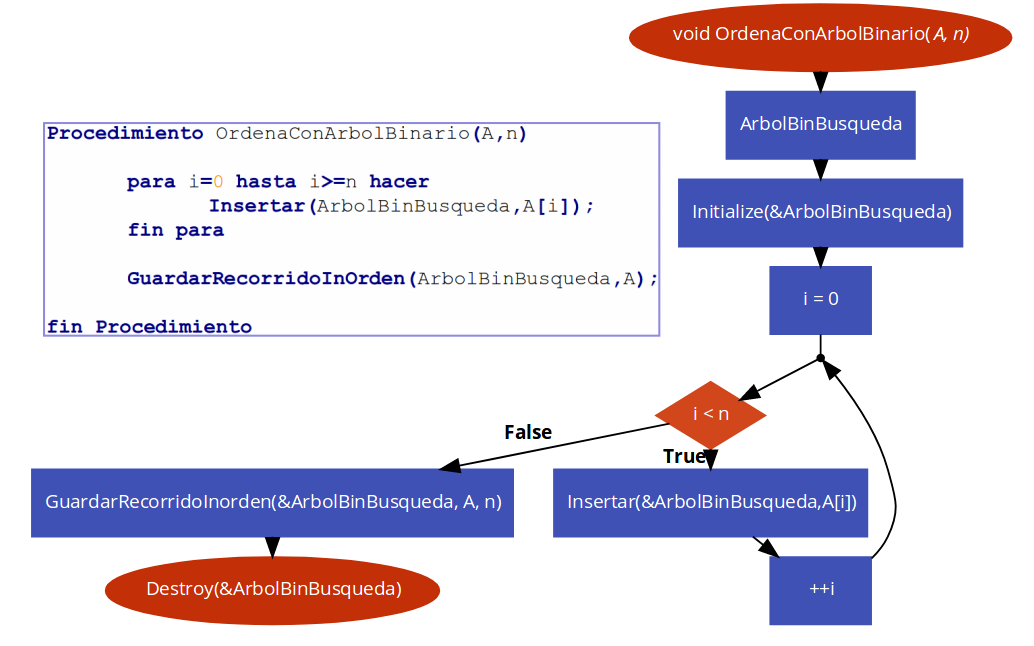 void OrdenaConArbolBinario( A, n)
ArbolBinBusqueda
Initialize(&ArbolBinBusqueda)
i = 0
Procedimiento OrdenaConArbolBinario(A,n)
para i=0 hasta i>=n hacer
Insertar(ArbolBinBusqueda,A[i]);
fin para
GuardarRecorridoInOrden(ArbolBinBusqueda,A);
fin Procedimiento
i < n
False
True
GuardarRecorridoInorden(&ArbolBinBusqueda, A, n)
Insertar(&ArbolBinBusqueda,A[i])
Destroy(&ArbolBinBusqueda)
++i